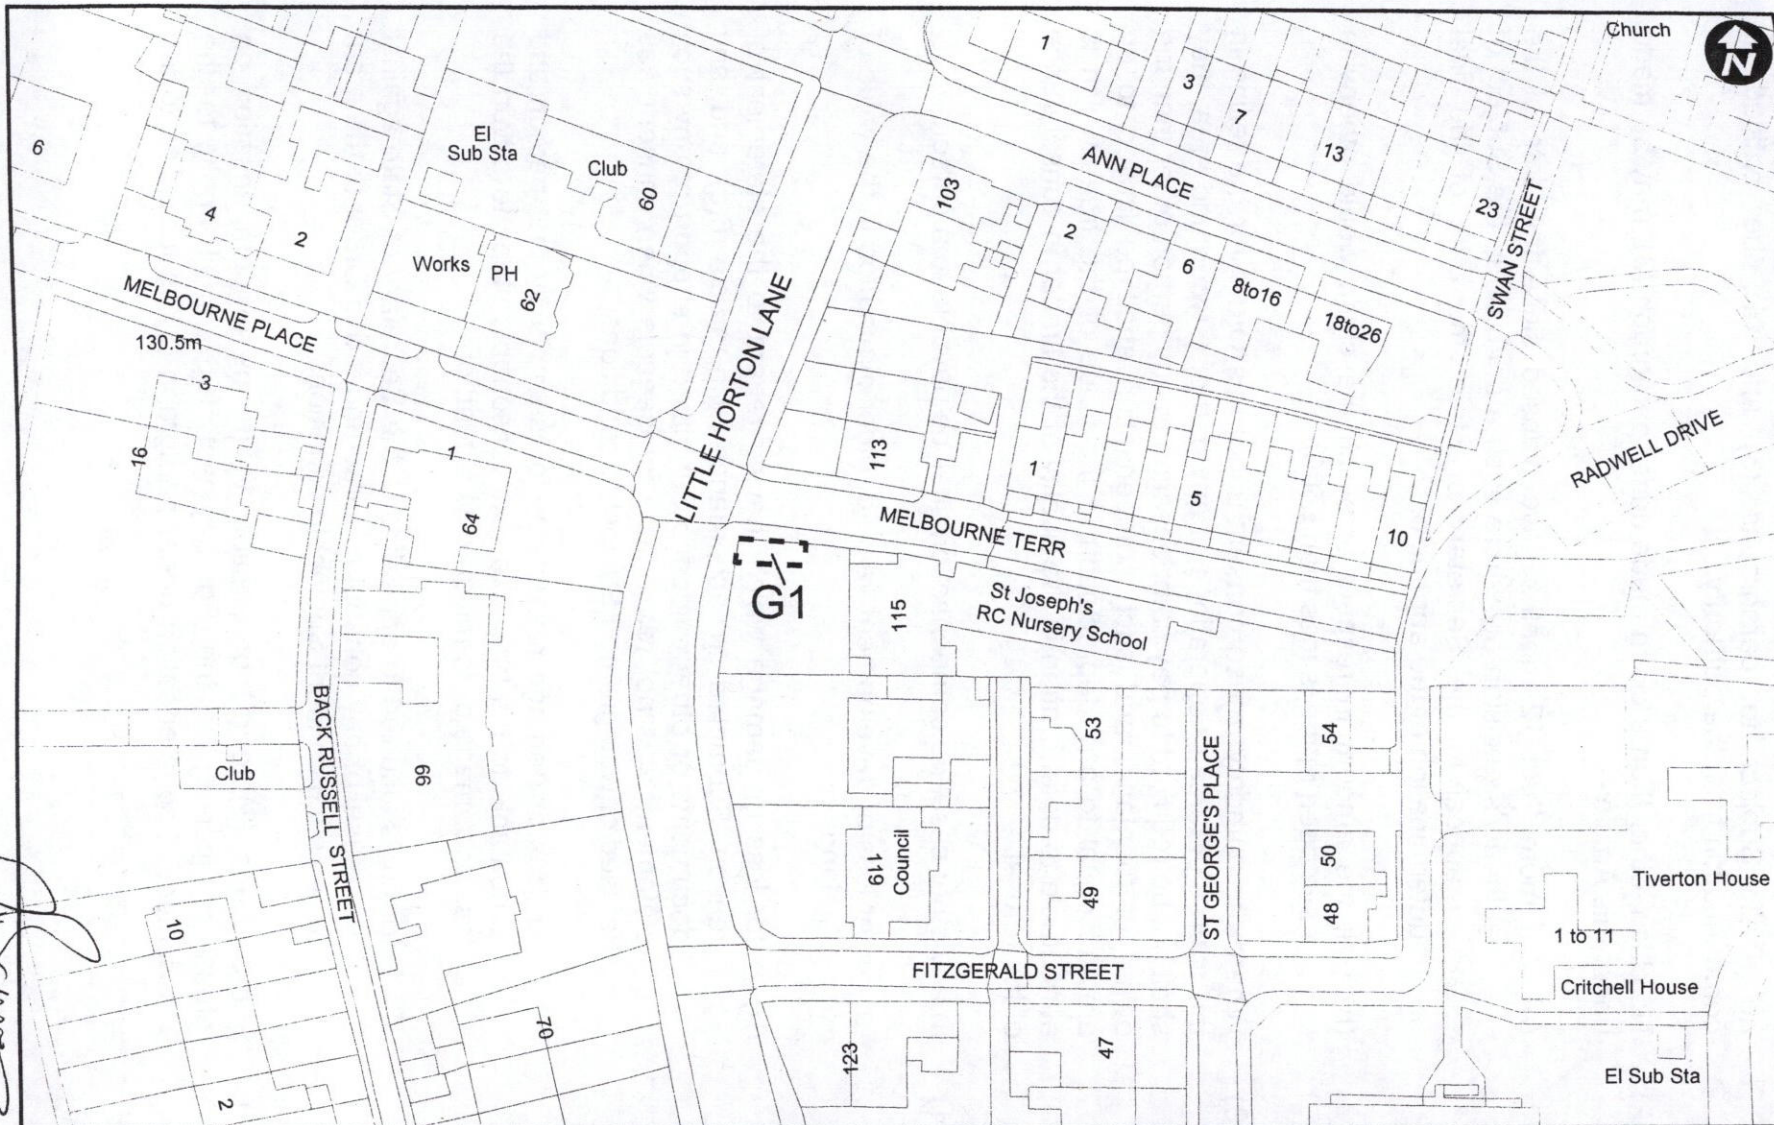 Church
N
1
3
7
13
23
ANN PLACE
SWAN STREET
6
El
Sub Sta
Club
60
4
2
Works
PH
62
103
2
6
8to16
18to26
MELBOURNE PLACE
130.5m
LITTLE HORTON LANE
RADWELL DRIVE
3
16
1
64
113
1
5
10
MELBOURNE TERR
G1
115
St Joseph's
RC Nursery School
BACK RUSSELL STREET
Club
66
53
54
ST GEORGE'S PLACE
119
Council
49
50
48
Tiverton House
1 to 11
Critchell House
10
FITZGERALD STREET
70
123
47
2
El Sub Sta